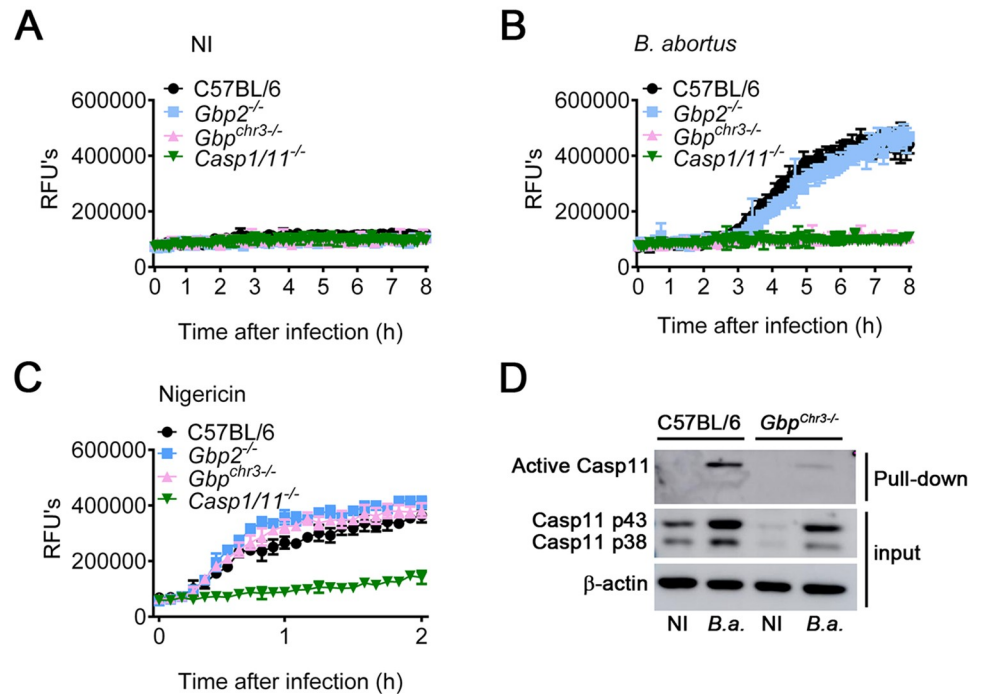 A
NI
C57BL/6
Gbp2-/-
Gbpchr3-/-
Casp1/11-/-
600000
400000
200000
0
RFU's
0 1 2 3 4 5 6 7 8
Time after infection (h)
B
B. abortus
C57BL/6
Gbp2-/-
Gbpchr3-/-
Casp1/11-/-
600000
400000
200000
0
RFU's
0 1 2 3 4 5 6 7 8
Time after infection (h)
C
Nigericin
C57BL/6
Gbp2-/-
Gbpchr3-/-
Casp1/11-/-
600000
400000
200000
0
RFU's
0 1 2
Time after infection (h)
D
C57BL/6 GbpChr3-/-
Active Casp11 Pull-down
Casp11 p43
Casp11 p38
input
β-actin
NI B.a. NI B.a.